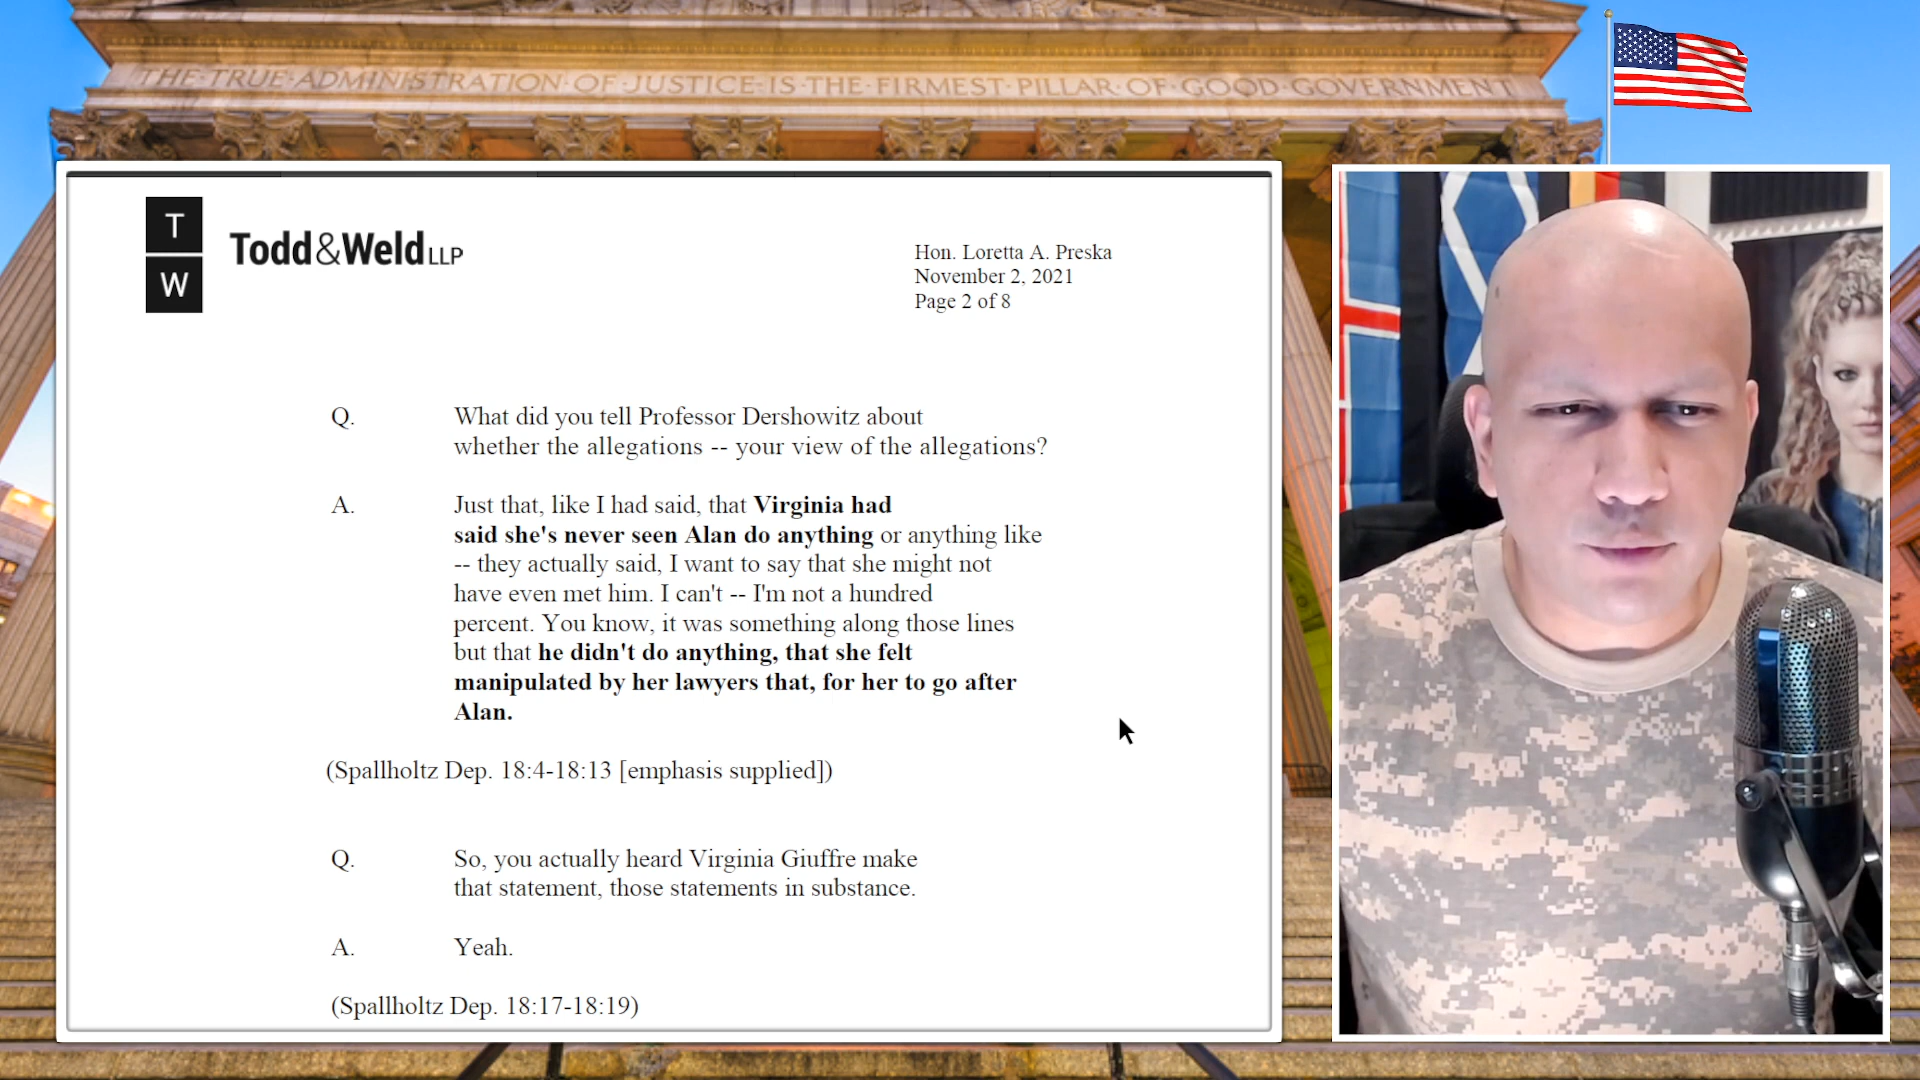 THE·TRUE·ADMINISTRATION·OF·JUSTICE·IS·THE·FIRMEST·PILLAR·OF·GOOD·GOVERNMENT
T
W
Todd&Weld LLP
Hon. Loretta A. Preska
November 2, 2021
Page 2 of 8
Q. What did you tell Professor Dershowitz about
whether the allegations -- your view of the allegations?
A. Just that, like I had said, that Virginia had
said she's never seen Alan do anything or anything like
-- they actually said, I want to say that she might not
have even met him. I can't -- I'm not a hundred
percent. You know, it was something along those lines
but that he didn't do anything, that she felt
manipulated by her lawyers that, for her to go after
Alan.
(Spallholtz Dep. 18:4-18:13 [emphasis supplied])
Q. So, you actually heard Virginia Giuffre make
that statement, those statements in substance.
A. Yeah.
(Spallholtz Dep. 18:17-18:19)